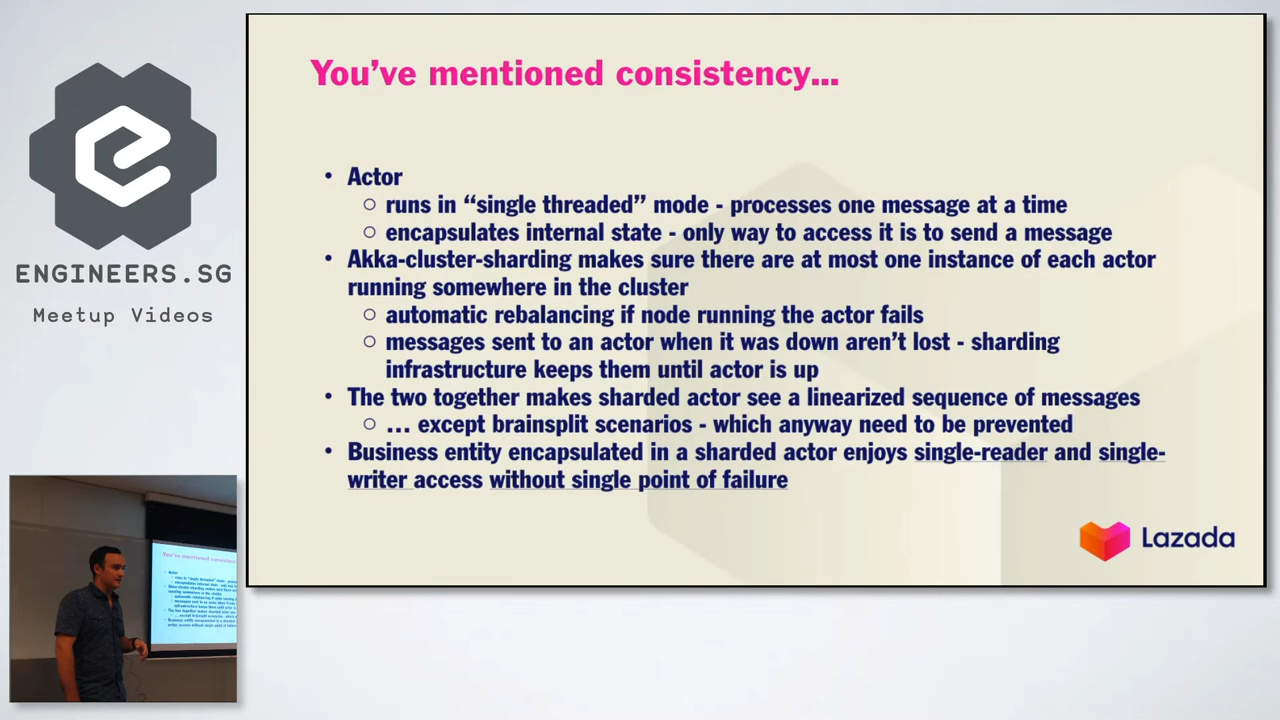 You've mentioned consistency...
• Actor
○ runs in “single threaded” mode - processes one message at a time
○ encapsulates internal state - only way to access it is to send a message
• Akka-cluster-sharding makes sure there are at most one instance of each actor
running somewhere in the cluster
○ automatic rebalancing if node running the actor fails
○ messages sent to an actor when it was down aren’t lost - sharding
infrastructure keeps them until actor is up
• The two together makes sharded actor see a linearized sequence of messages
○ ... except brainsplit scenarios - which anyway need to be prevented
• Business entity encapsulated in a sharded actor enjoys single-reader and single-
writer access without single point of failure
Lazada
ENGINEERS.SG
Meetup Videos
You've mentioned consistency